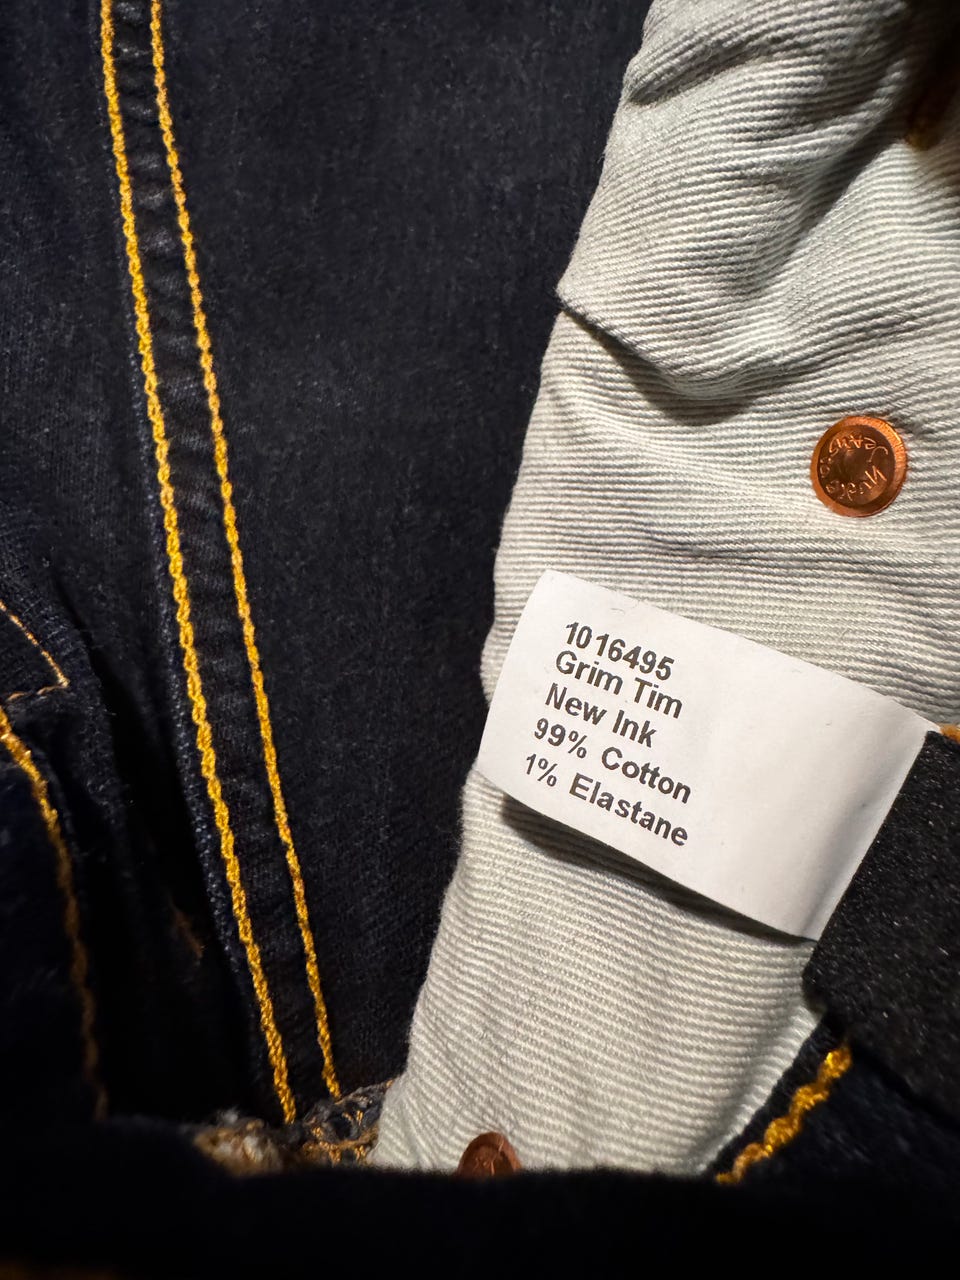 1016495
Grim Tim
New Ink
99% Cotton
1% Elastane